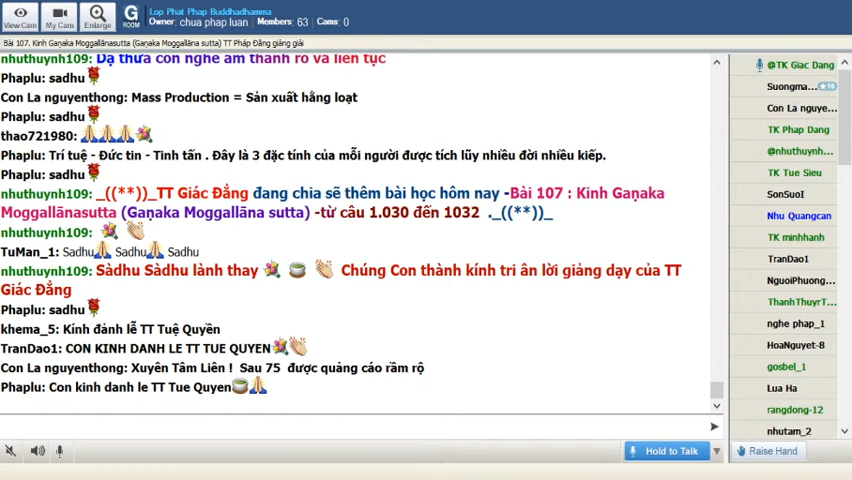 Lop Phat Phap Buddhadhamma
Owner: chua phap luan Members: 63 Cams: 0
View Cam
My Cam
Enlarge
G
ROOM
Bài 107. Kinh Gaṇaka Moggallānasutta (Gaṇaka Moggallāna sutta) TT Pháp Đăng giảng giải
nhuthuynh109: Dạ thưa con nghe âm thanh rõ và liên tục
Phaplu: sadhu
Con La nguyenthong: Mass Production = Sản xuất hằng loạt
Phaplu: sadhu
thao721980:
Phaplu: Trí tuệ - Đức tin - Tinh tấn . Đây là 3 đặc tính của mỗi người được tích lũy nhiều đời nhiều kiếp.
Phaplu: sadhu
nhuthuynh109: _((**))_TT Giác Đẳng đang chia sẽ thêm bài học hôm nay -Bài 107 : Kinh Gaṇaka
Moggallānasutta (Gaṇaka Moggallāna sutta) -từ câu 1.030 đến 1032 ._((**))_
nhuthuynh109:
TuMan_1: Sadhu Sadhu Sadhu
nhuthuynh109: Sàdhu Sàdhu lành thay Chúng Con thành kính tri ân lời giảng dạy của TT
Giác Đẳng
Phaplu: sadhu
khema_5: Kính đảnh lễ TT Tuệ Quyền
TranDao1: CON KINH DANH LE TT TUE QUYEN
Con La nguyenthong: Xuyên Tâm Liên ! Sau 75 được quảng cáo rầm rộ
Phaplu: Con kinh danh le TT Tue Quyen
@TK Giac Dang
Suongma... ★10
Con La nguye...
TK Phap Dang
@nhuthuynh...
TK Tue Sieu
SonSuoI
Nhu Quangcan
TK minhhanh
TranDao1
NguoiPhuong...
ThanhThuyrT...
nghe phap_1
HoaNguyet-8
gosbel_1
Lua Ha
rangdong-12
nhutam_2
Hold to Talk
Raise Hand